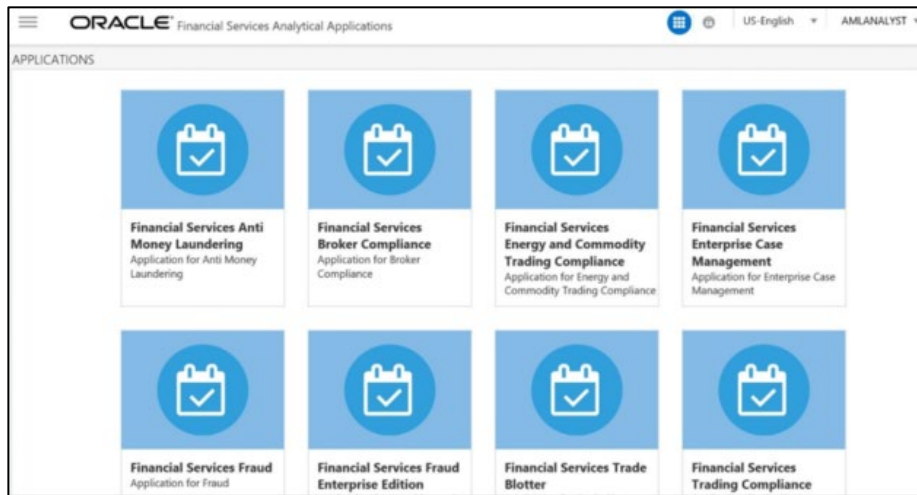 ORACLE Financial Services Analytical Applications
US-English
AMLANALYST
APPLICATIONS
Financial Services Anti
Money Laundering
Application for Anti Money
Laundering
Financial Services
Broker Compliance
Application for Broker
Compliance
Financial Services
Energy and Commodity
Trading Compliance
Application for Energy and
Commodity Trading Compliance
Financial Services
Enterprise Case
Management
Application for Enterprise Case
Management
Financial Services Fraud
Application for Fraud
Financial Services Fraud
Enterprise Edition
Financial Services Trade
Blotter
Financial Services
Trading Compliance